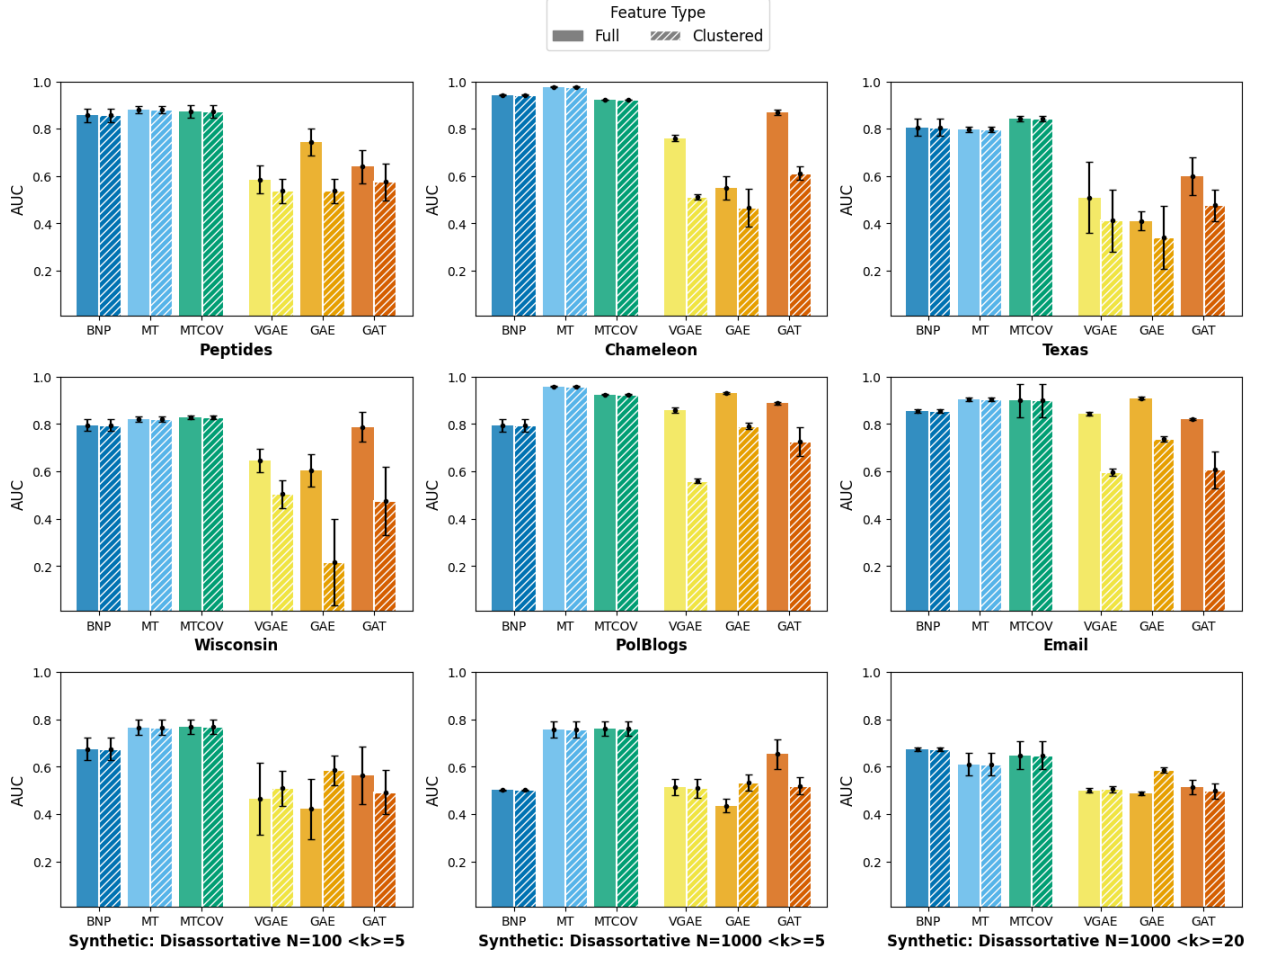 Feature Type
Full Clustered
1.0 1.0 1.0
0.8 0.8 0.8
0.6 0.6 0.6
0.4 0.4 0.4
0.2 0.2 0.2
AUC AUC AUC
BNP MT MTCOV VGAE GAE GAT BNP MT MTCOV VGAE GAE GAT BNP MT MTCOV VGAE GAE GAT
Peptides Chameleon Texas
1.0 1.0 1.0
0.8 0.8 0.8
0.6 0.6 0.6
0.4 0.4 0.4
0.2 0.2 0.2
AUC AUC AUC
BNP MT MTCOV VGAE GAE GAT BNP MT MTCOV VGAE GAE GAT BNP MT MTCOV VGAE GAE GAT
Wisconsin PolBlogs Email
1.0 1.0 1.0
0.8 0.8 0.8
0.6 0.6 0.6
0.4 0.4 0.4
0.2 0.2 0.2
AUC AUC AUC
BNP MT MTCOV VGAE GAE GAT BNP MT MTCOV VGAE GAE GAT BNP MT MTCOV VGAE GAE GAT
Synthetic: Disassortative N=100 <k>=5 Synthetic: Disassortative N=1000 <k>=5 Synthetic: Disassortative N=1000 <k>=20